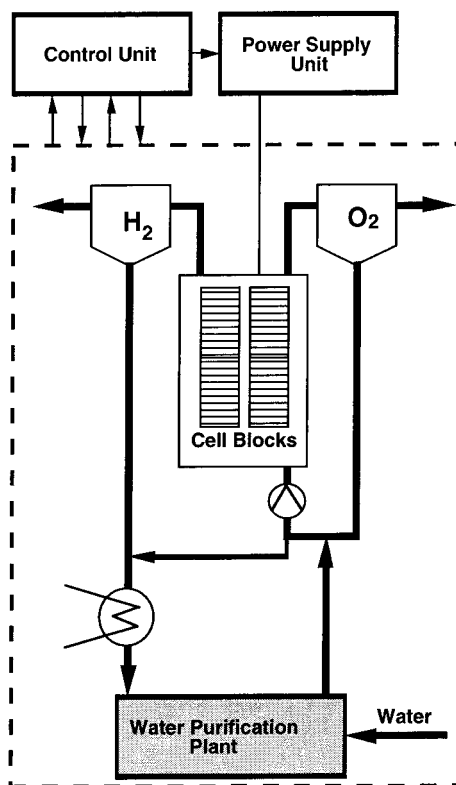 Control Unit
Power Supply
Unit
H2
O2
Cell Blocks
Water Purification
Plant
Water